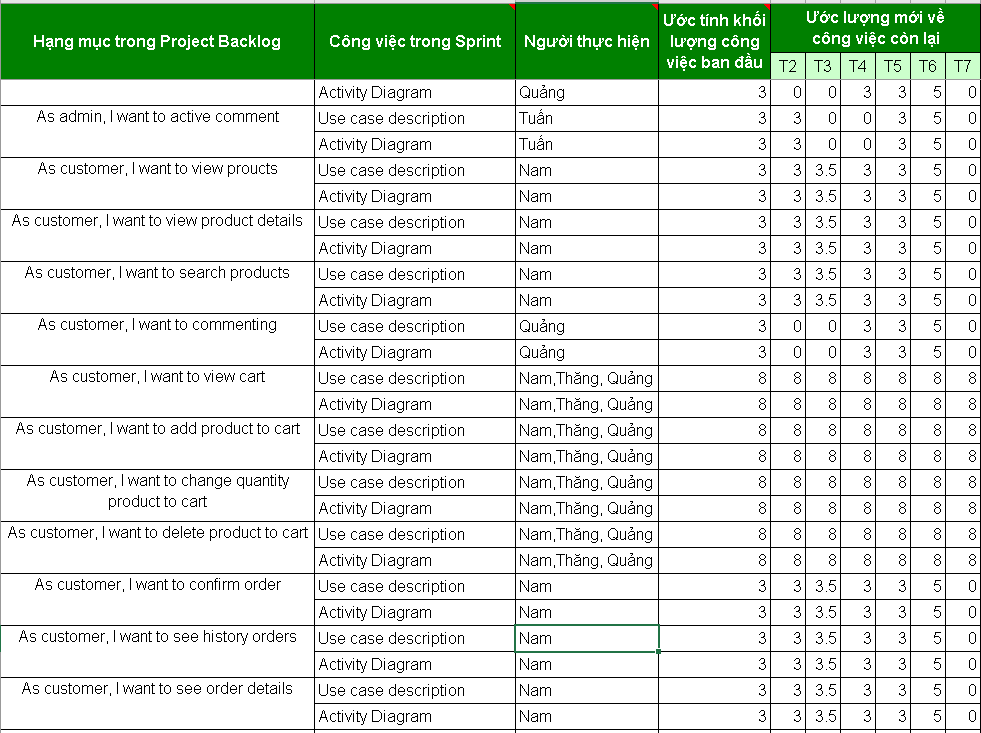 Hạng mục trong Project Backlog Công việc trong Sprint Người thực hiện Ước tính khối lượng công việc ban đầu Ước lượng mới về công việc còn lại
T2 T3 T4 T5 T6 T7
Activity Diagram Quảng 3 0 0 3 3 5 0
As admin, I want to active comment Use case description Tuấn 3 3 0 0 3 5 0
Activity Diagram Tuấn 3 3 0 0 3 5 0
As customer, I want to view proucts Use case description Nam 3 3 3.5 3 3 5 0
Activity Diagram Nam 3 3 3.5 3 3 5 0
As customer, I want to view product details Use case description Nam 3 3 3.5 3 3 5 0
Activity Diagram Nam 3 3 3.5 3 3 5 0
As customer, I want to search products Use case description Nam 3 3 3.5 3 3 5 0
Activity Diagram Nam 3 3 3.5 3 3 5 0
As customer, I want to commenting Use case description Quảng 3 0 0 3 3 5 0
Activity Diagram Quảng 3 0 0 3 3 5 0
As customer, I want to view cart Use case description Nam,Thăng, Quảng 8 8 8 8 8 8 8
Activity Diagram Nam,Thăng, Quảng 8 8 8 8 8 8 8
As customer, I want to add product to cart Use case description Nam,Thăng, Quảng 8 8 8 8 8 8 8
Activity Diagram Nam,Thăng, Quảng 8 8 8 8 8 8 8
As customer, I want to change quantity product to cart Use case description Nam,Thăng, Quảng 8 8 8 8 8 8 8
Activity Diagram Nam,Thăng, Quảng 8 8 8 8 8 8 8
As customer, I want to delete product to cart Use case description Nam,Thăng, Quảng 8 8 8 8 8 8 8
Activity Diagram Nam,Thăng, Quảng 8 8 8 8 8 8 8
As customer, I want to confirm order Use case description Nam 3 3 3.5 3 3 5 0
Activity Diagram Nam 3 3 3.5 3 3 5 0
As customer, I want to see history orders Use case description Nam 3 3 3.5 3 3 5 0
Activity Diagram Nam 3 3 3.5 3 3 5 0
As customer, I want to see order details Use case description Nam 3 3 3.5 3 3 5 0
Activity Diagram Nam 3 3 3.5 3 3 5 0